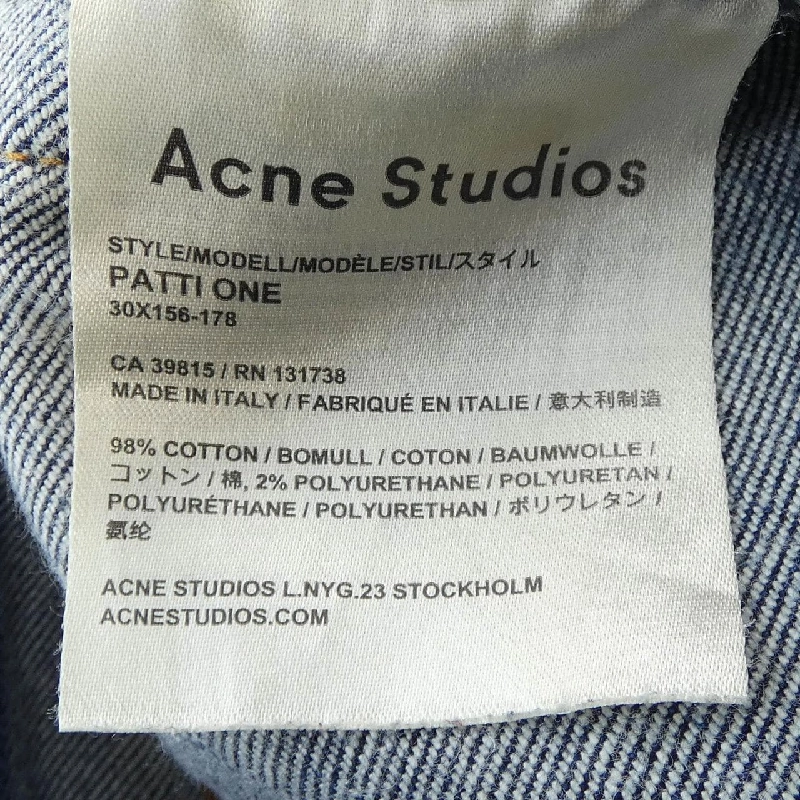 Acne Studios
STYLE/MODELL/MODÈLE/STIL/スタイル
PATTI ONE
30X156-178
CA 39815 / RN 131738
MADE IN ITALY / FABRIQUÉ EN ITALIE / 意大利制造
98% COTTON / BOMULL / COTON / BAUMWOLLE /
コットン / 棉, 2% POLYURETHANE / POLYURETAN /
POLYURÉTHANE / POLYURETHAN / ポリウレタン /
氨纶
ACNE STUDIOS L.NYG.23 STOCKHOLM
ACNESTUDIOS.COM